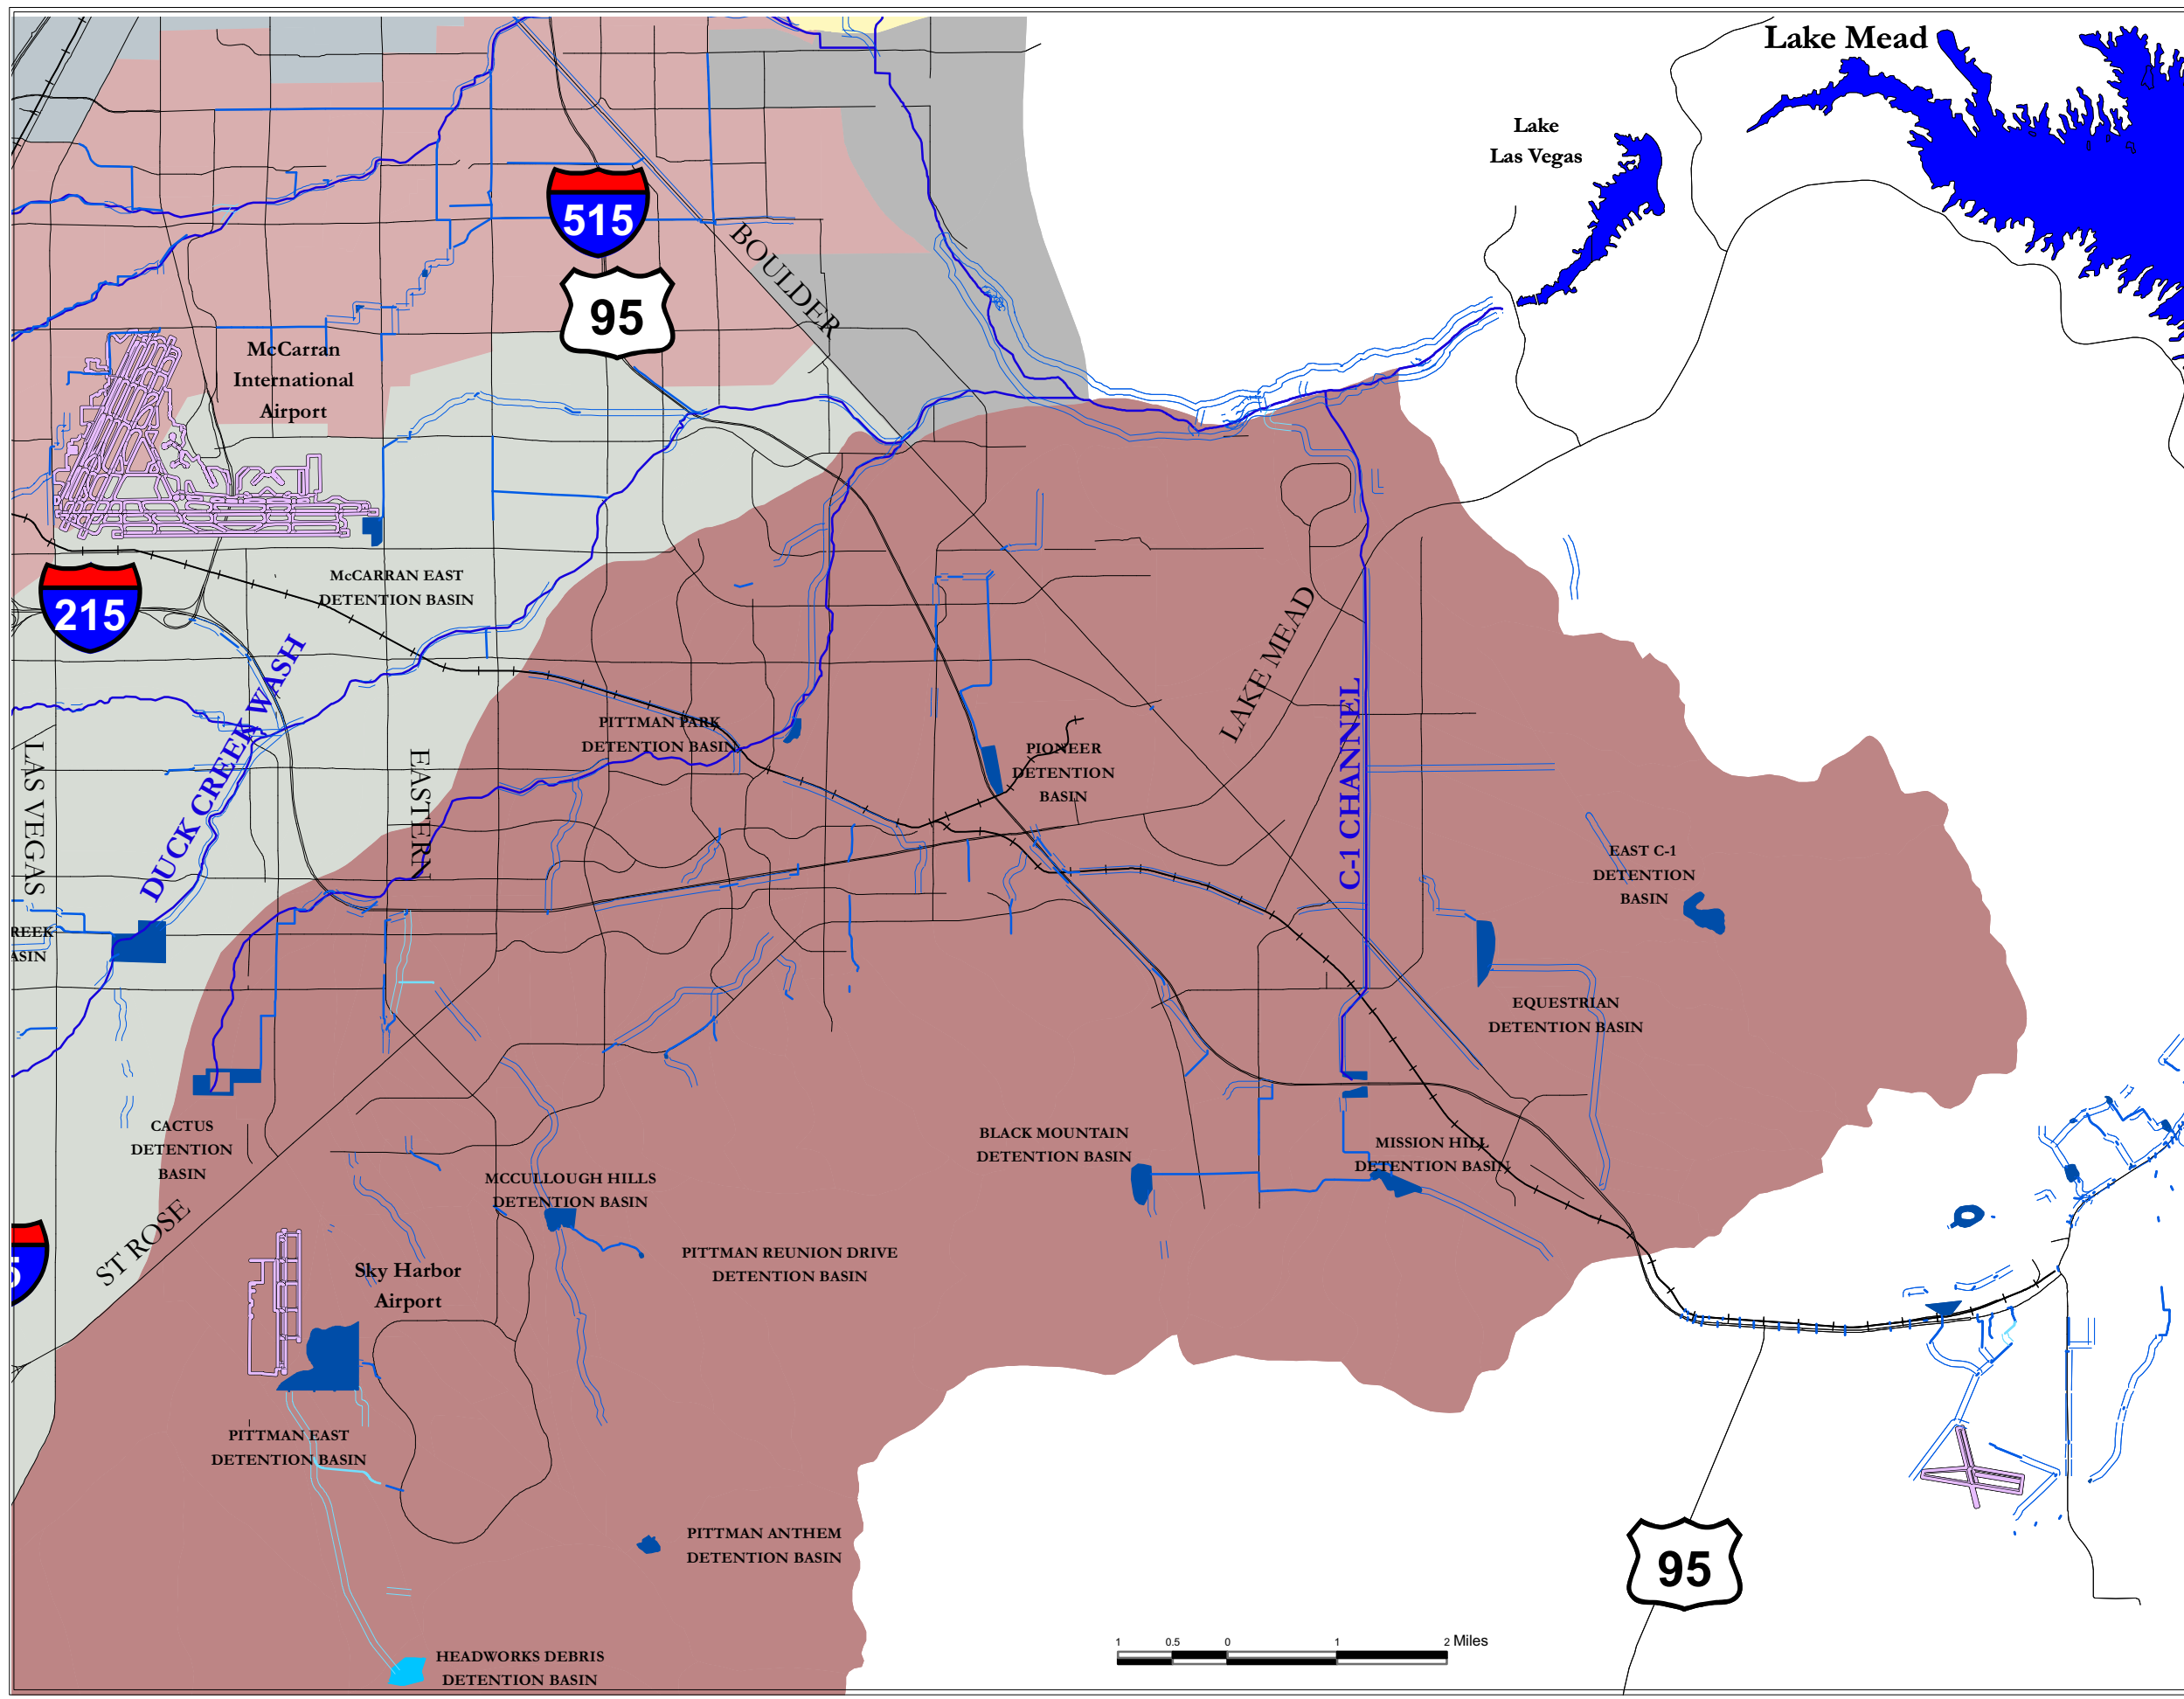 Lake Mead
Lake
Las Vegas
515
95
BOULDER
McCarran
International
Airport
215
McCARRAN EAST
DETENTION BASIN
DUCK CREEK WASH
LAS VEGAS
EASTERN
PITTMAN PARK
DETENTION BASIN
PIONEER
DETENTION
BASIN
LAKE MEAD
C-1 CHANNEL
EAST C-1
DETENTION
BASIN
REEK
ASIN
EQUESTRIAN
DETENTION BASIN
CACTUS
DETENTION
BASIN
BLACK MOUNTAIN
DETENTION BASIN
MISSION HILL
DETENTION BASIN
MCCULLOUGH HILLS
DETENTION BASIN
ST ROSE
5
PITTMAN REUNION DRIVE
DETENTION BASIN
Sky Harbor
Airport
PITTMAN EAST
DETENTION BASIN
PITTMAN ANTHEM
DETENTION BASIN
95
HEADWORKS DEBRIS
DETENTION BASIN
1 0.5 0 1 2 Miles